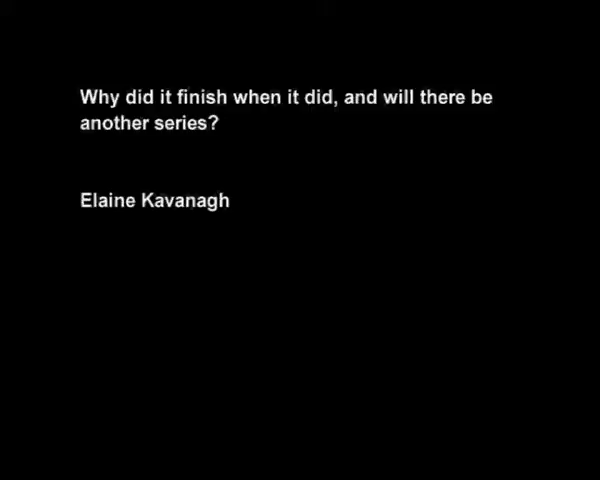 Why did it finish when it did, and will there be
another series?
Elaine Kavanagh